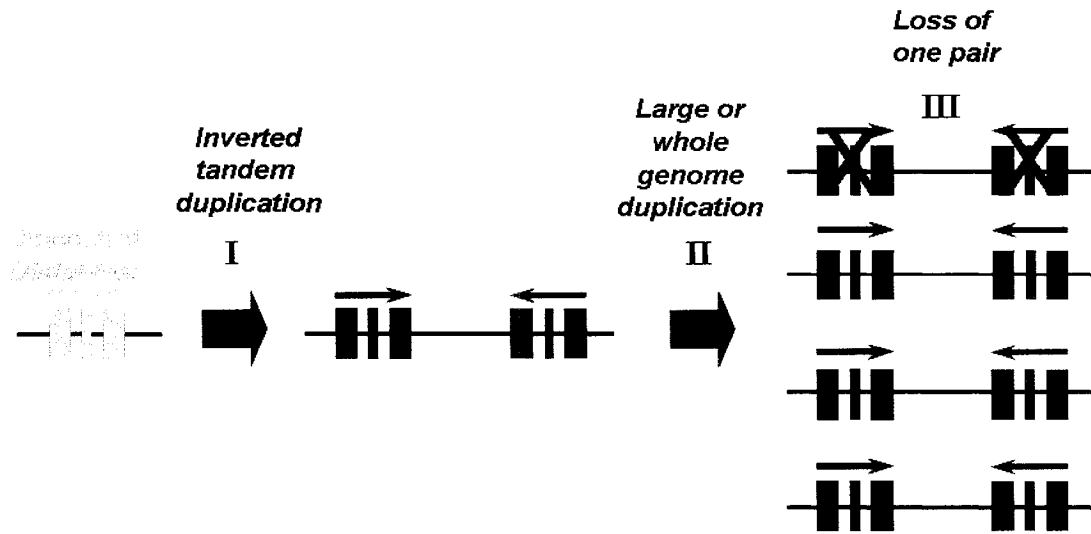 Loss of
one pair
III
Inverted
tandem
duplication
I
Large or
whole
genome
duplication
II